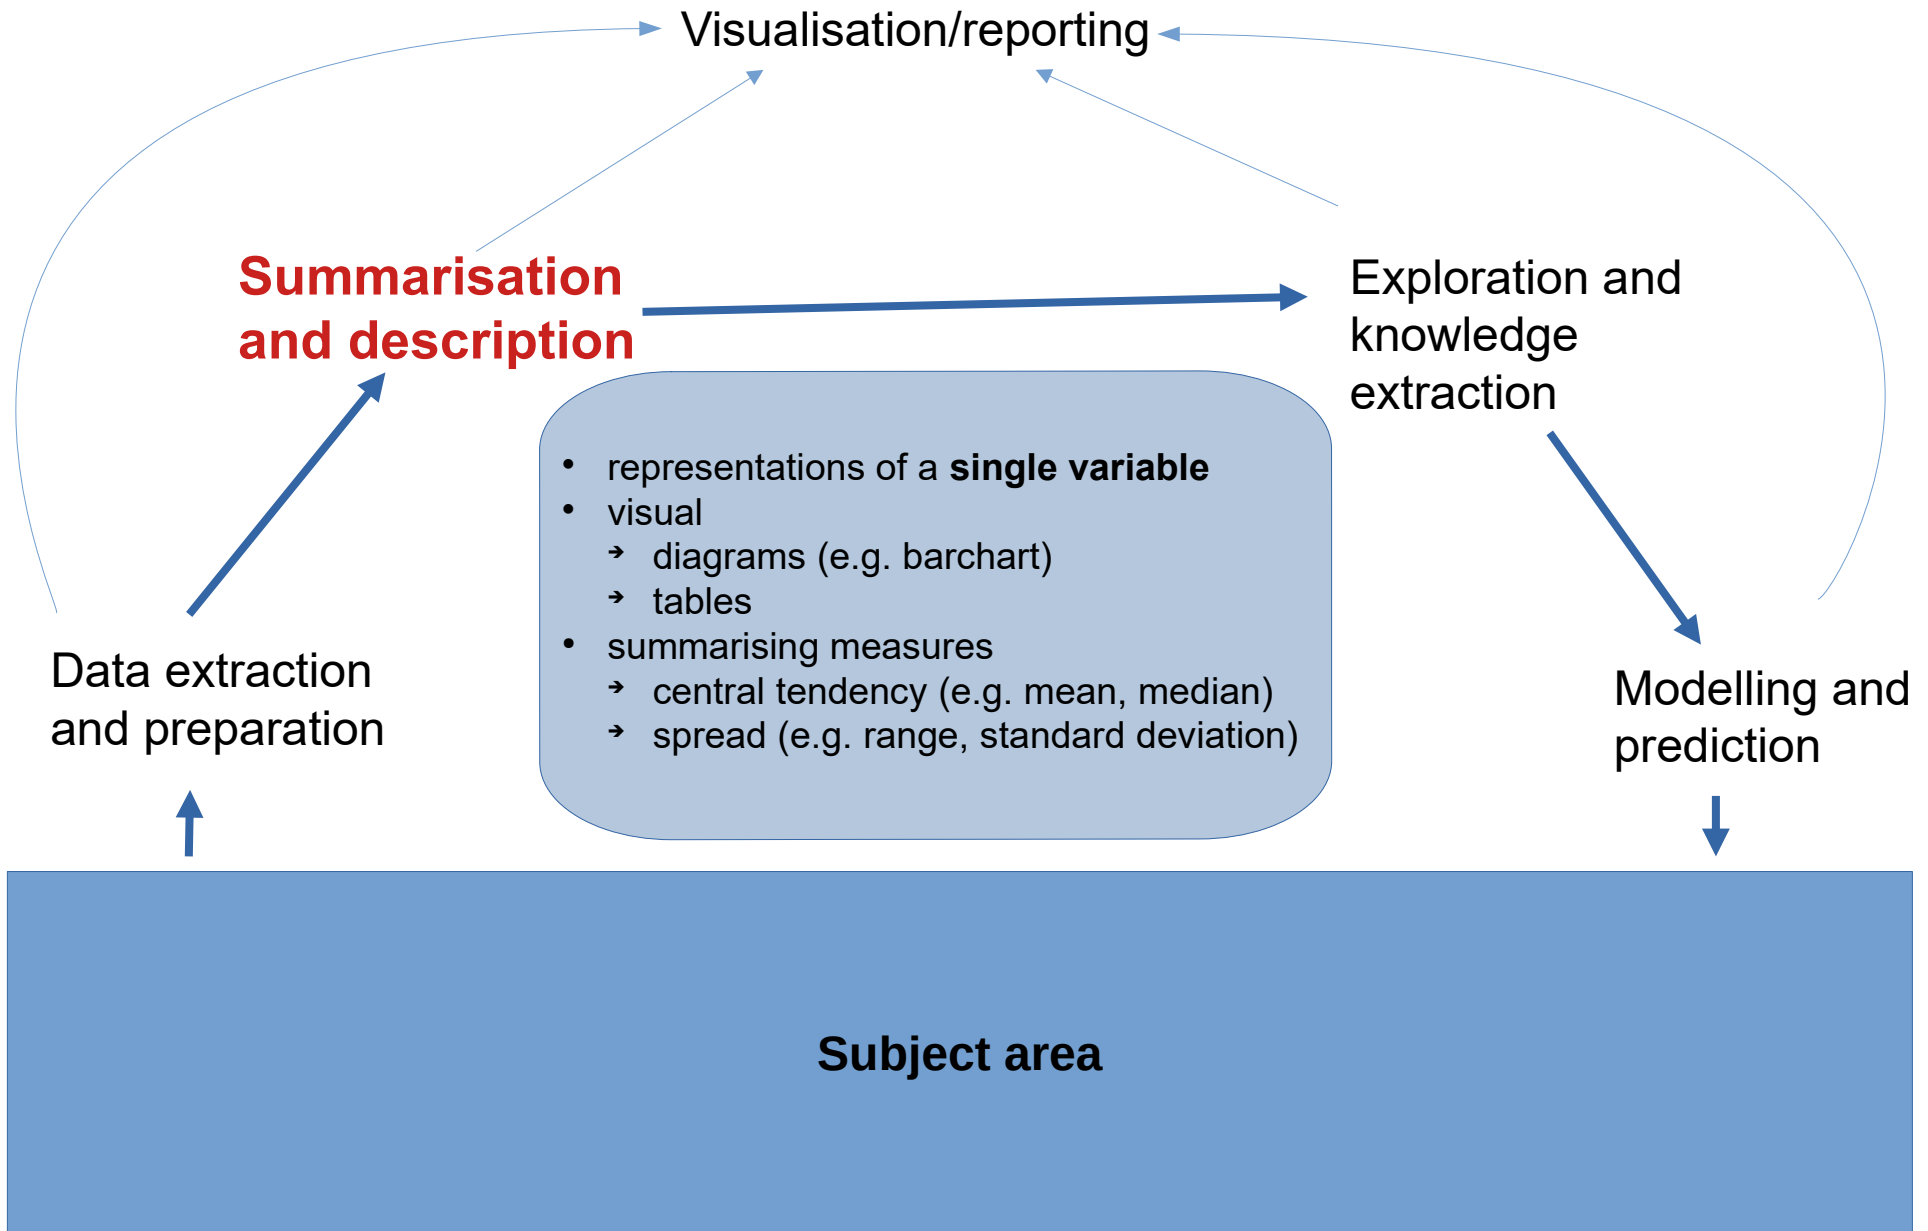 Visualisation/reporting
Summarisation
and description
Exploration and
knowledge
extraction
• representations of a single variable
• visual
➔ diagrams (e.g. barchart)
➔ tables
• summarising measures
➔ central tendency (e.g. mean, median)
➔ spread (e.g. range, standard deviation)
Data extraction
and preparation
Modelling and
prediction
Subject area